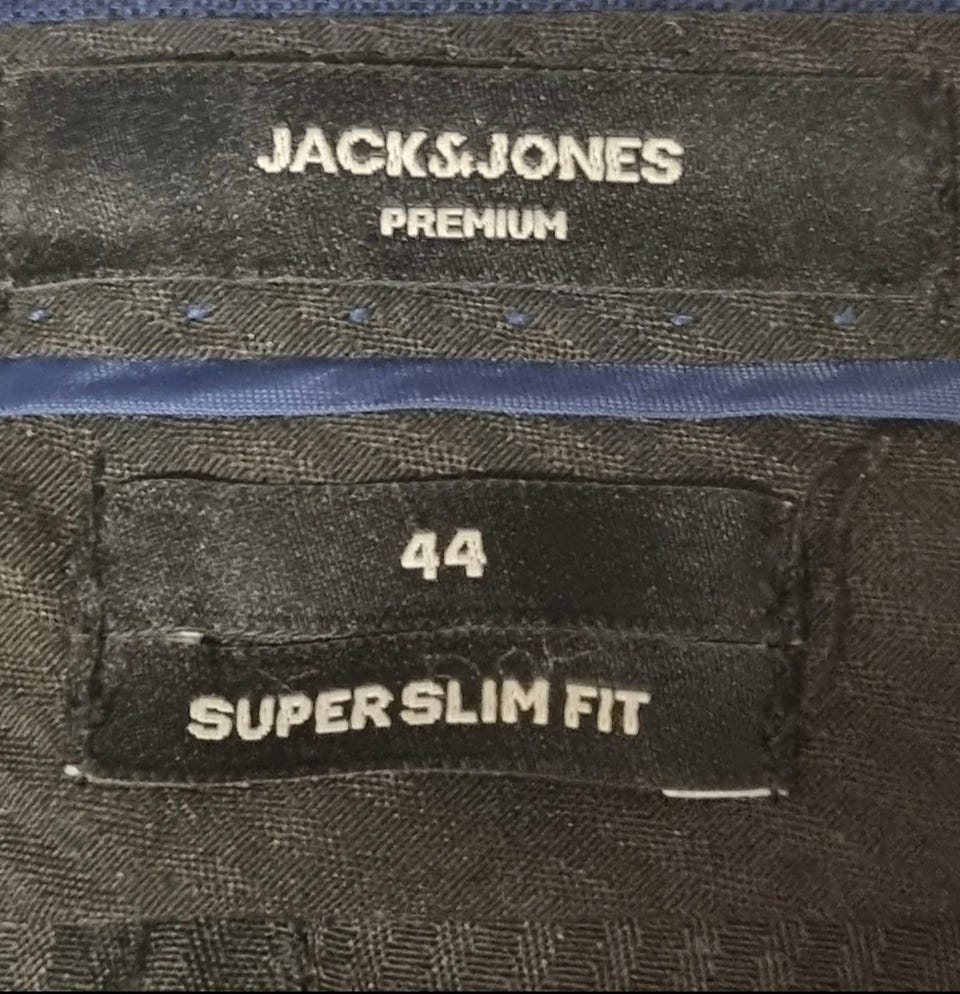 JACK&JONES
PREMIUM
44
SUPER SLIM FIT